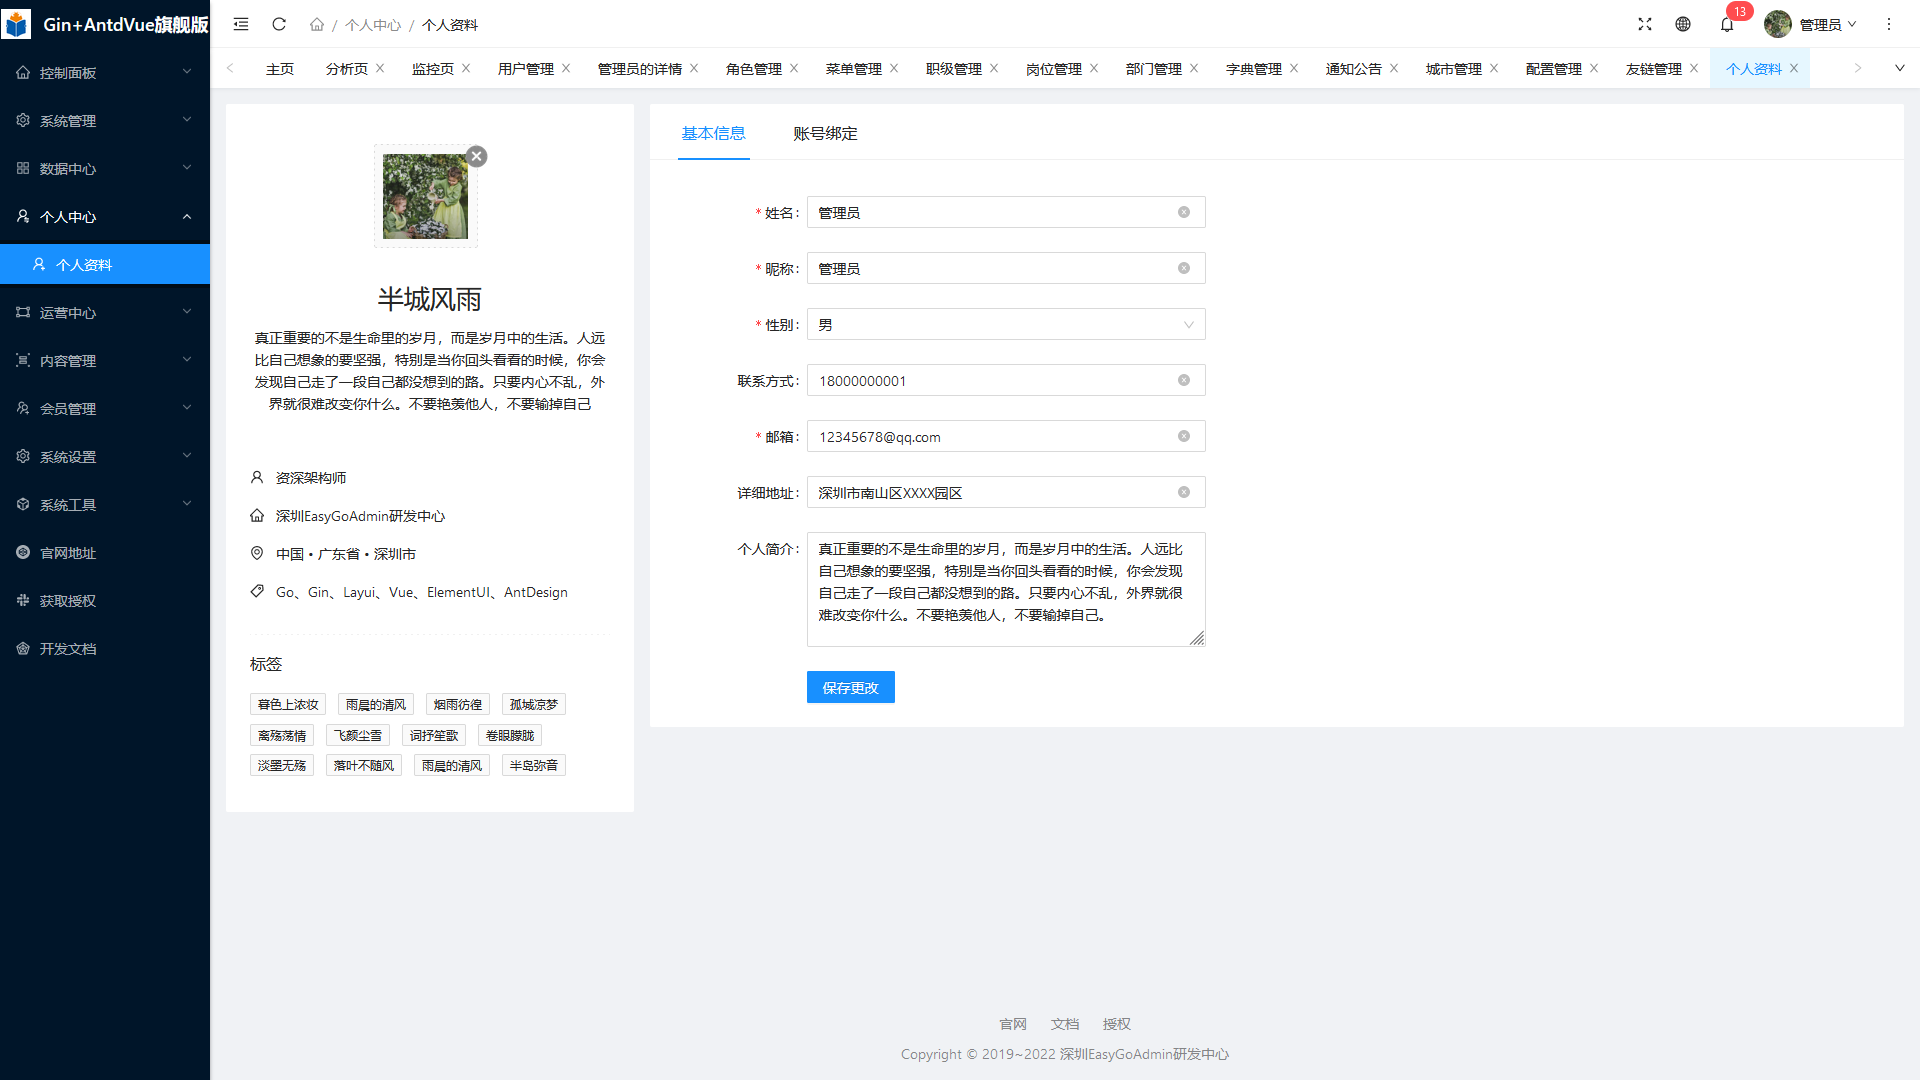 Gin+AntdVue旗舰版
控制面板
系统管理
数据中心
个人中心
个人资料
运营中心
内容管理
会员管理
系统设置
系统工具
官网地址
获取授权
开发文档
/ 个人中心 / 个人资料
13
管理员
主页
分析页
监控页
用户管理
管理员的详情
角色管理
菜单管理
职级管理
岗位管理
部门管理
字典管理
通知公告
城市管理
配置管理
友链管理
个人资料
半城风雨
真正重要的不是生命里的岁月，而是岁月中的生活。人远
比自己想象的要坚强，特别是当你回头看看的时候，你会
发现自己走了一段自己都没想到的路。只要内心不乱，外
界就很难改变你什么。不要艳羡他人，不要输掉自己
资深架构师
深圳EasyGoAdmin研发中心
中国 • 广东省 • 深圳市
Go、Gin、Layui、Vue、ElementUI、AntDesign
标签
暮色上浓妆
雨晨的清风
烟雨彷徨
孤城凉梦
离殇荡情
飞颜尘雪
词抒笙歌
卷眼朦胧
淡墨无殇
落叶不随风
雨晨的清风
半岛弥音
基本信息
账号绑定
* 姓名: 管理员
* 昵称: 管理员
* 性别: 男
联系方式: 18000000001
* 邮箱: 12345678@qq.com
详细地址: 深圳市南山区XXXX园区
个人简介: 真正重要的不是生命里的岁月，而是岁月中的生活。人远比
自己想象的要坚强，特别是当你回头看看的时候，你会发现
自己走了一段自己都没想到的路。只要内心不乱，外界就很
难改变你什么。不要艳羡他人，不要输掉自己。
保存更改
官网
文档
授权
Copyright © 2019~2022 深圳EasyGoAdmin研发中心